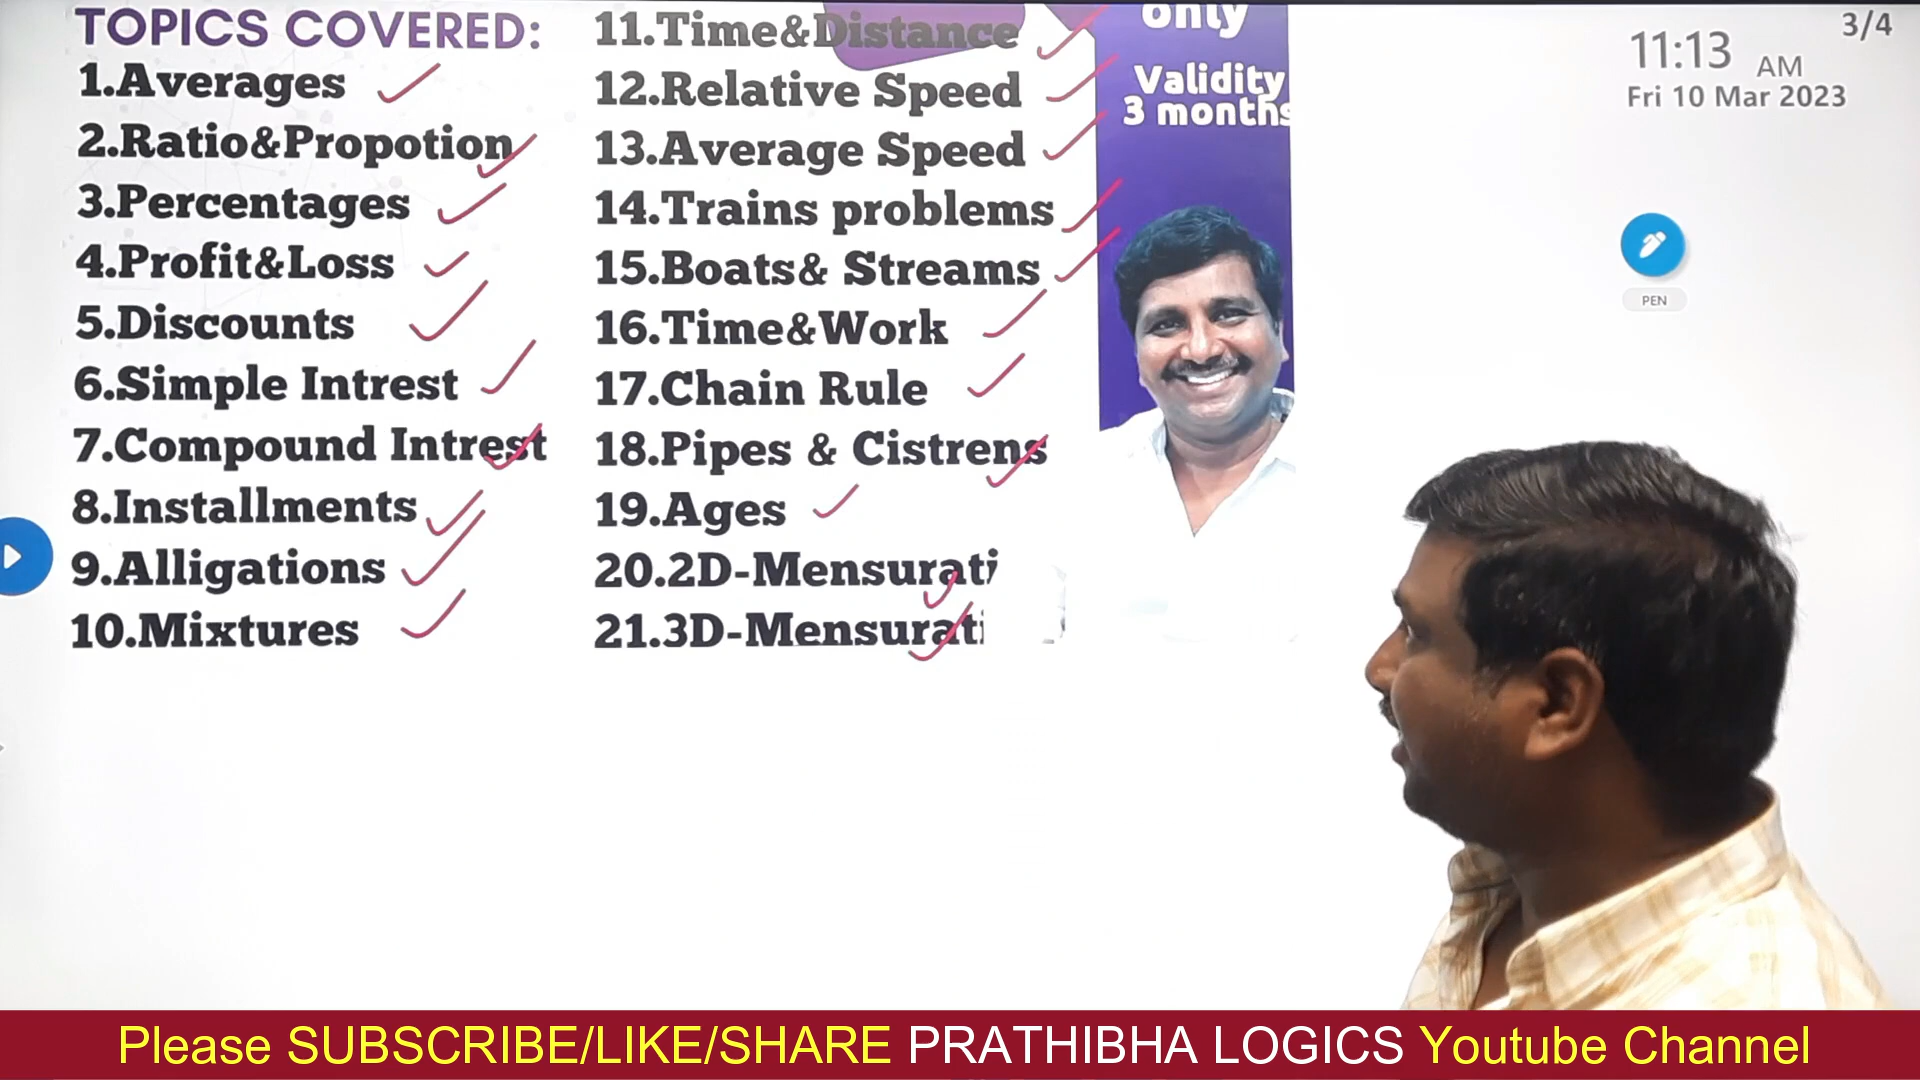 TOPICS COVERED:
1.Averages
2.Ratio&Propotion
3.Percentages
4.Profit&Loss
5.Discounts
6.Simple Intrest
7.Compound Intrest
8.Installments
9.Alligations
10.Mixtures
11.Time&Distance
12.Relative Speed
13.Average Speed
14.Trains problems
15.Boats& Streams
16.Time&Work
17.Chain Rule
18.Pipes & Cistrens
19.Ages
20.2D-Mensurati
21.3D-Mensurati
only
Validity
3 months
3/4
11:13 AM
Fri 10 Mar 2023
PEN
Please SUBSCRIBE/LIKE/SHARE PRATHIBHA LOGICS Youtube Channel